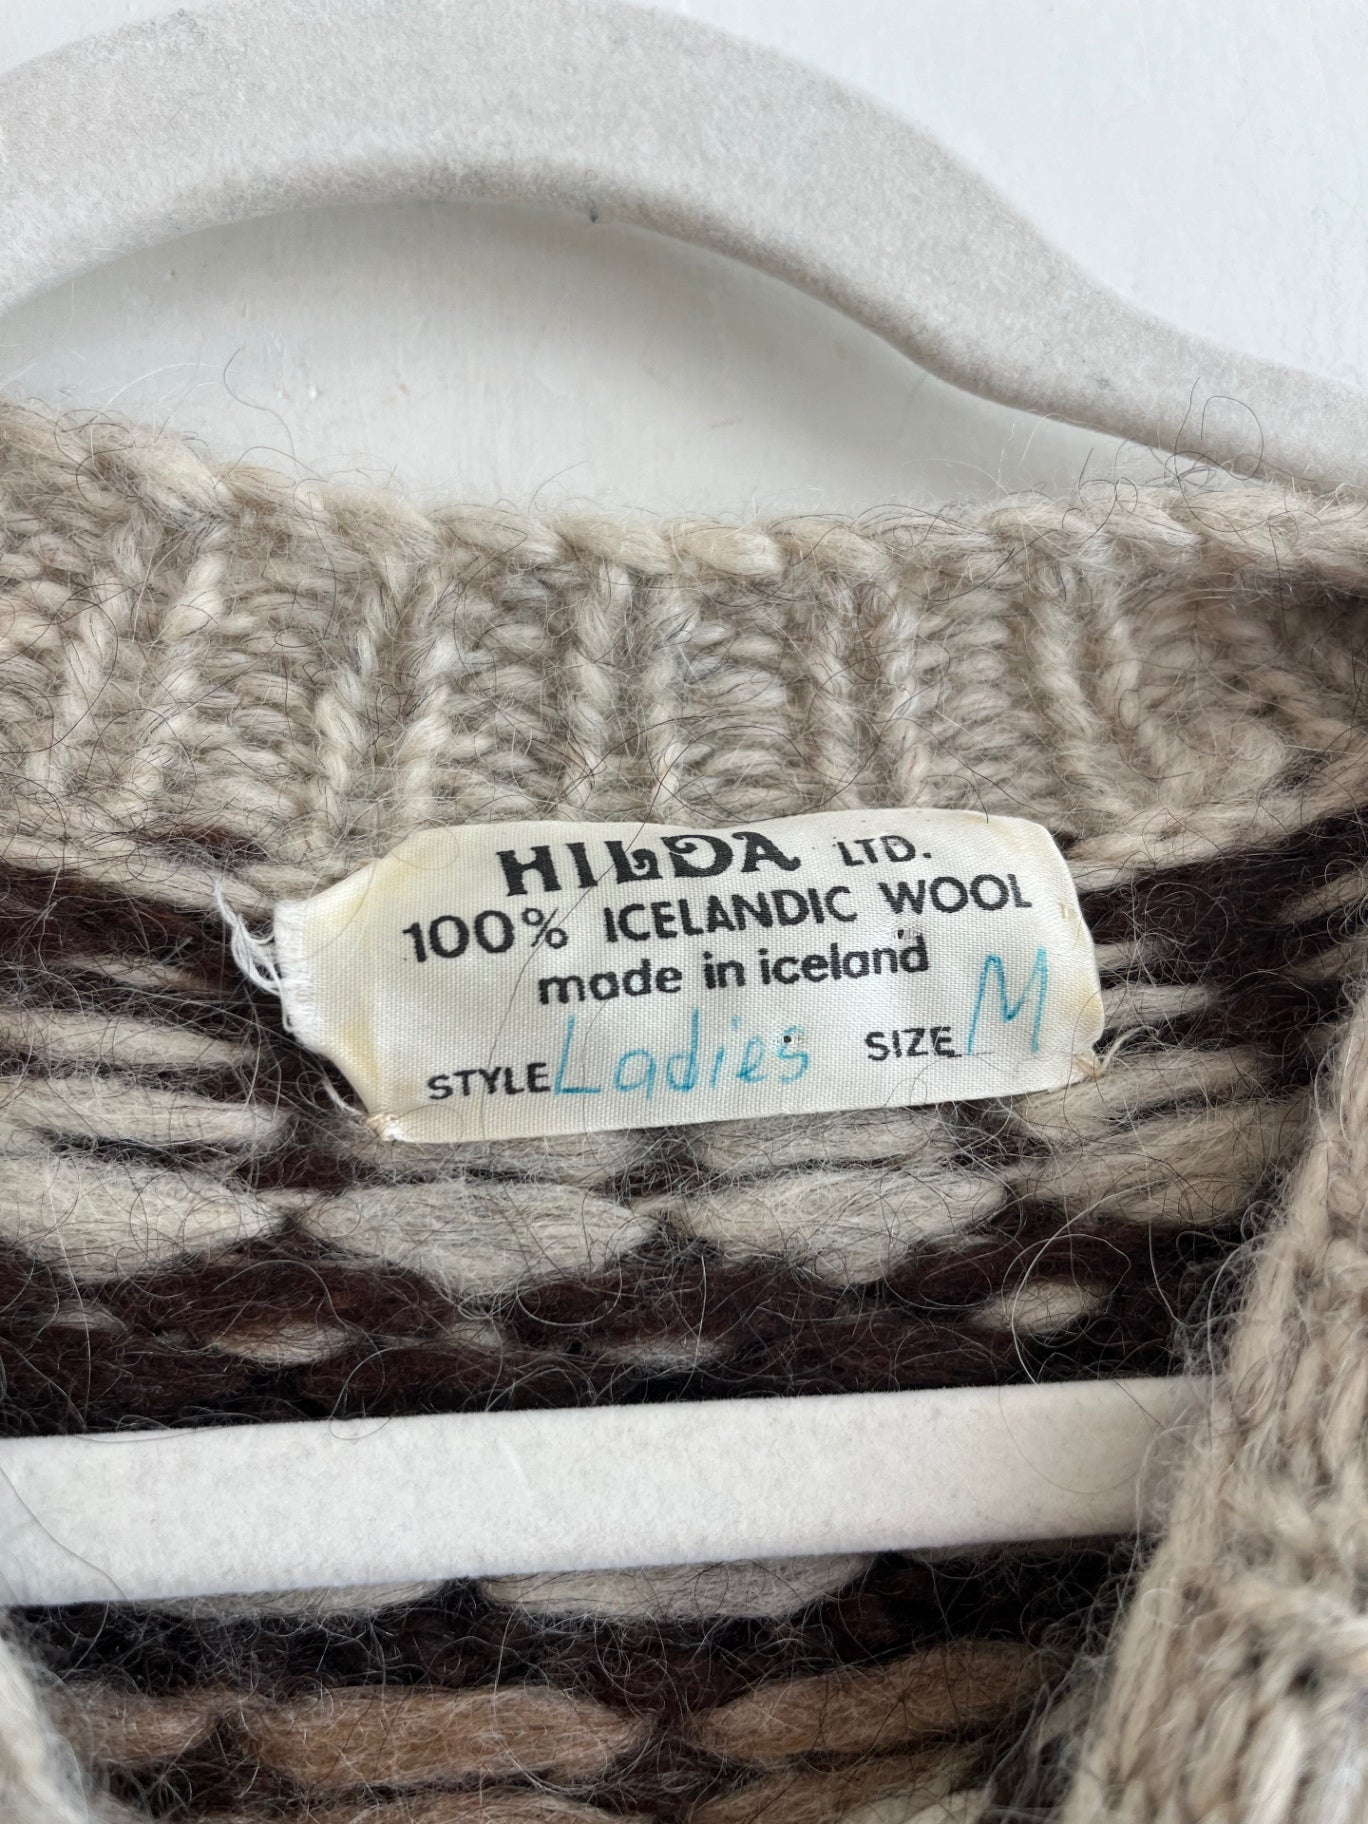 HILDA LTD.
100% ICELANDIC WOOL
made in iceland
STYLE Ladies SIZE M